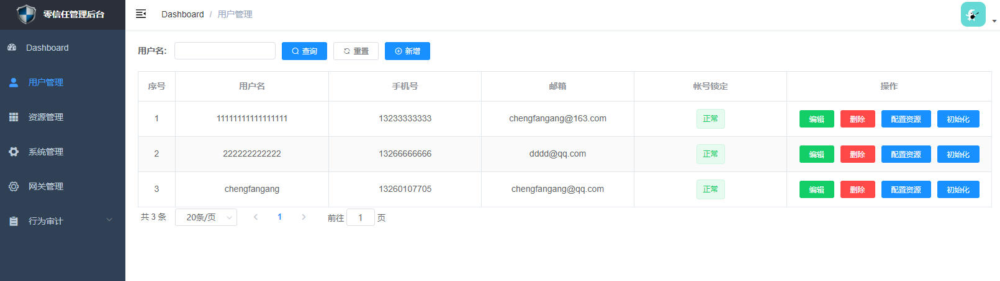 零信任管理后台
Dashboard / 用户管理
Dashboard
用户管理
资源管理
系统管理
网关管理
行为审计
用户名: 查询 重置 新增
序号 用户名 手机号 邮箱 帐号锁定 操作
1 11111111111111111 13233333333 chengfangang@163.com 正常 编辑 删除 配置资源 初始化
2 222222222222 13266666666 dddd@qq.com 正常 编辑 删除 配置资源 初始化
3 chengfangang 13260107705 chengfangang@qq.com 正常 编辑 删除 配置资源 初始化
共 3 条 20条/页 1 前往 1 页